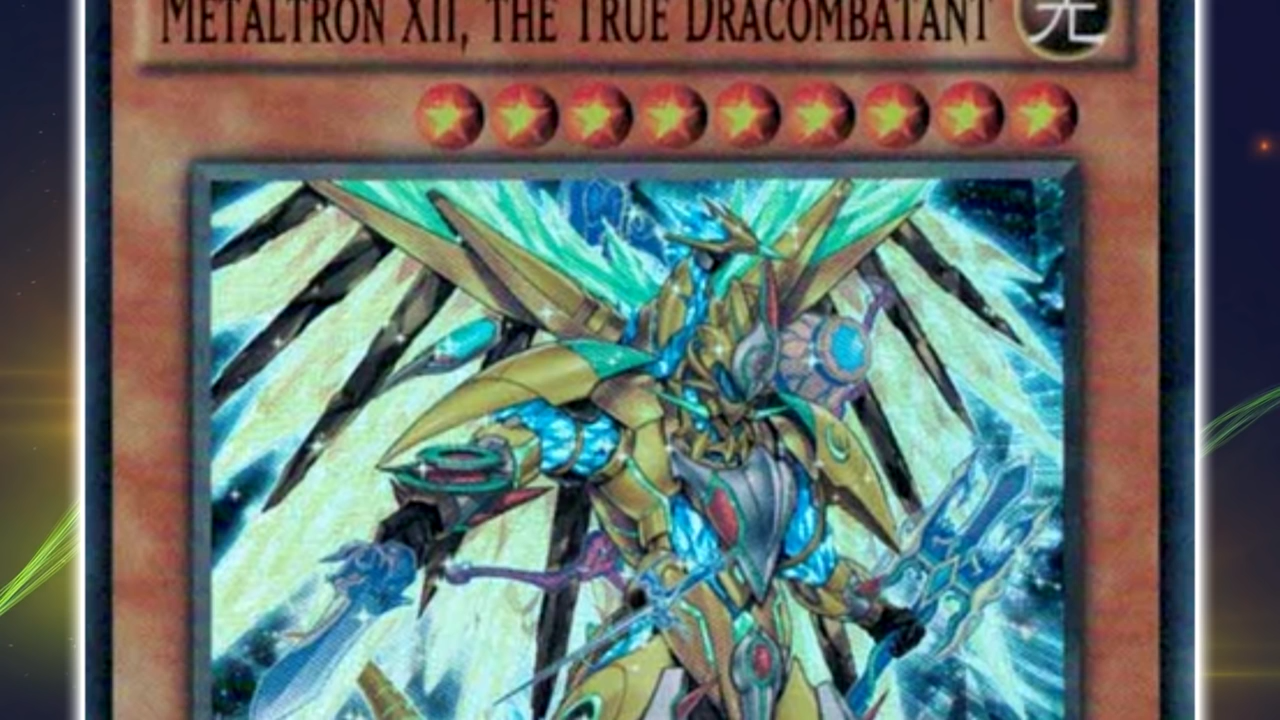 METALTRON XII, THE TRUE DRACOMBATANT 光